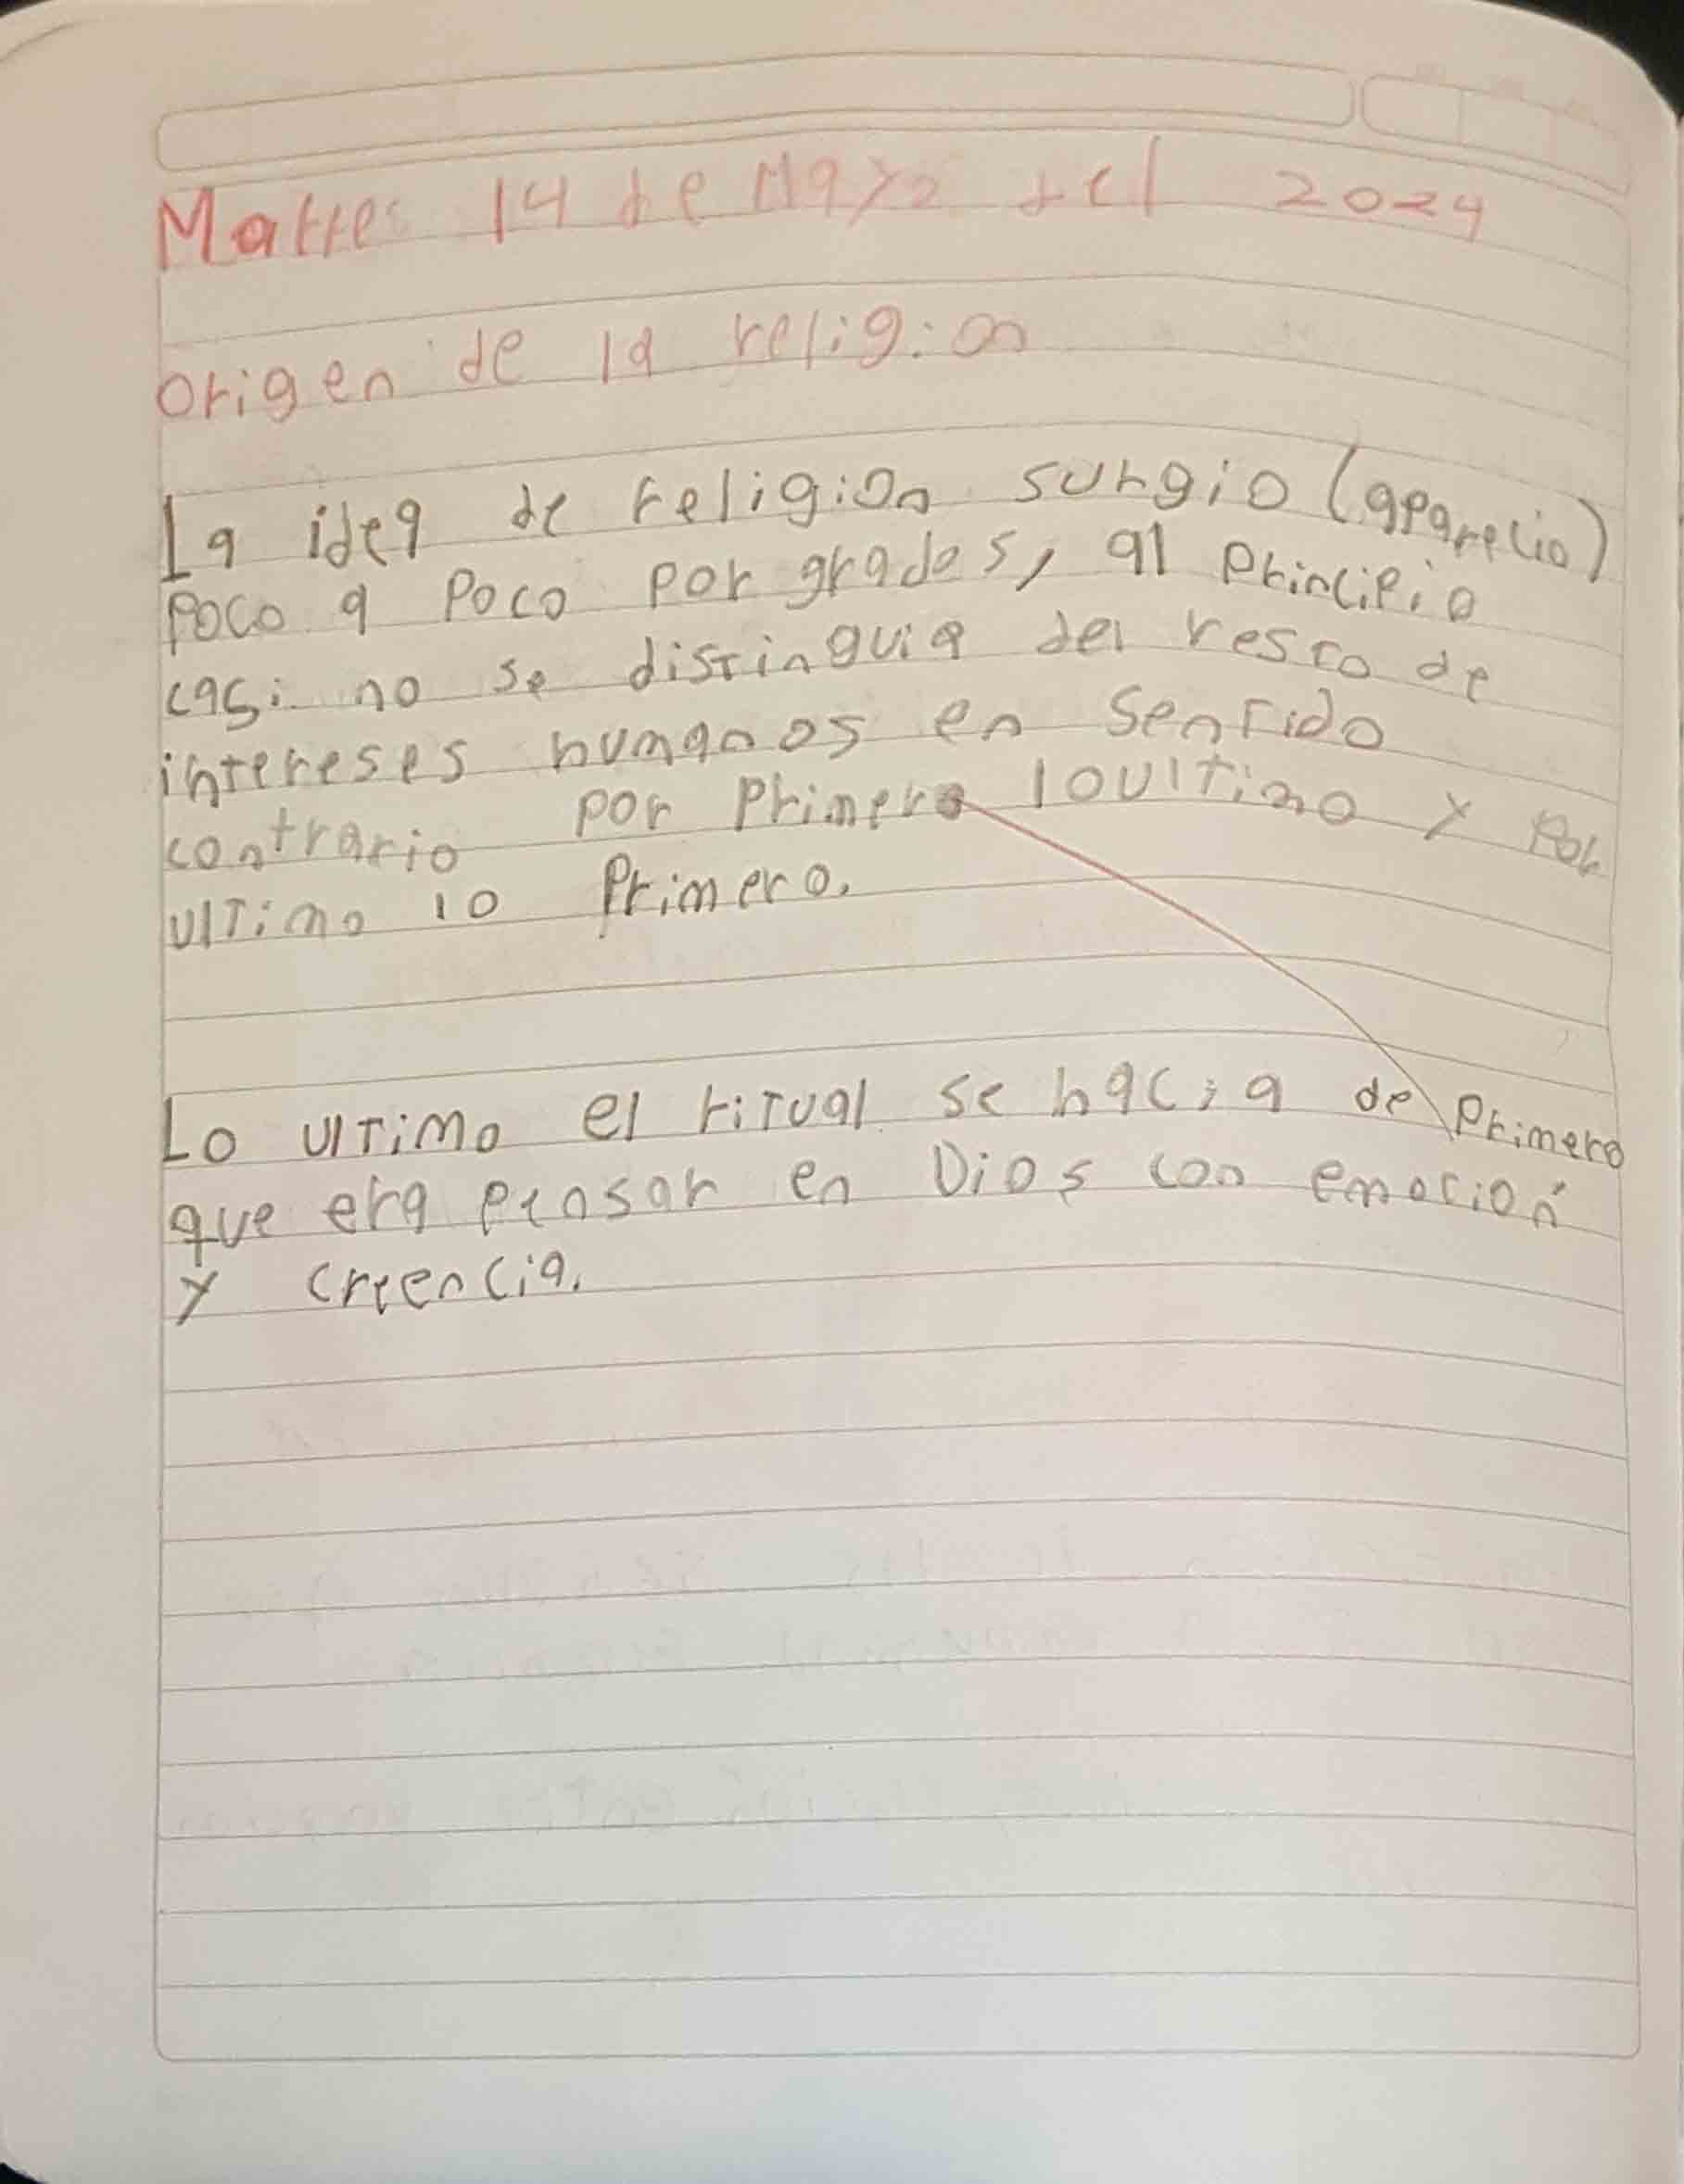 Martes 14 de Mayo del 2024
Origen de la religion
La idea de religion surgio (aparecio)
poco a poco por grados, al principio
casi no se distinguia del resto de
intereses humanos en sentido
contrario por primero lo ultimo y por
ultimo lo primero.
Lo ultimo el ritual se hacia de primero
que era pensar en Dios con emoción
y creencia.